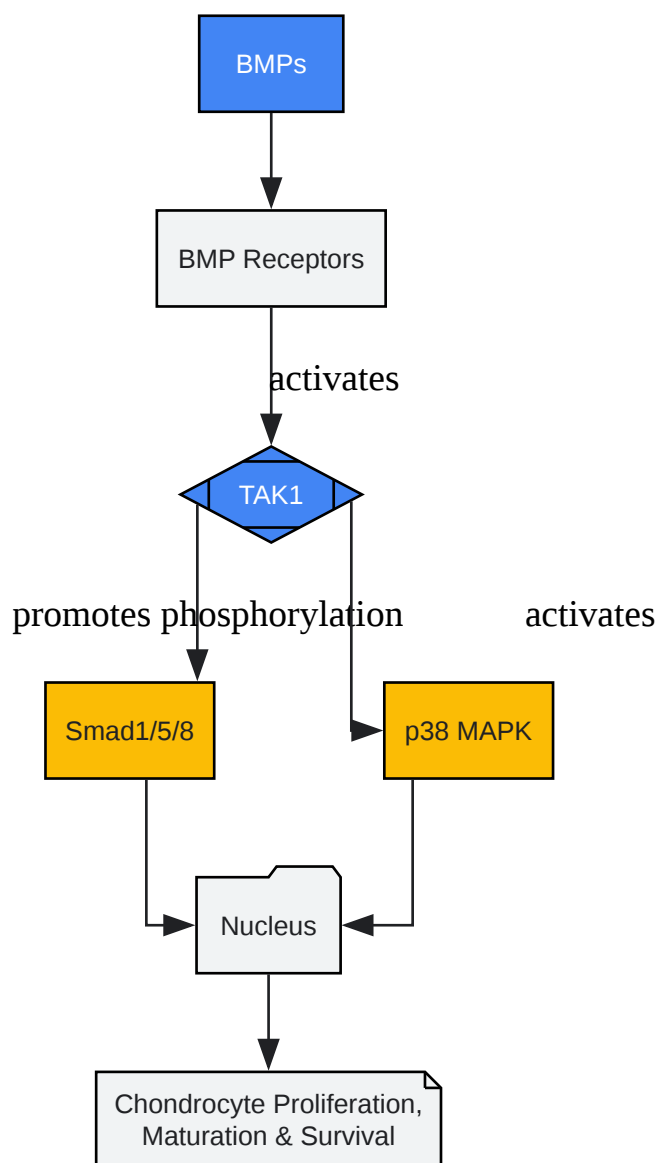 BMPs
BMP Receptors
activates
TAK1
promotes phosphorylation
activates
Smad1/5/8
p38 MAPK
Nucleus
Chondrocyte Proliferation,
Maturation & Survival